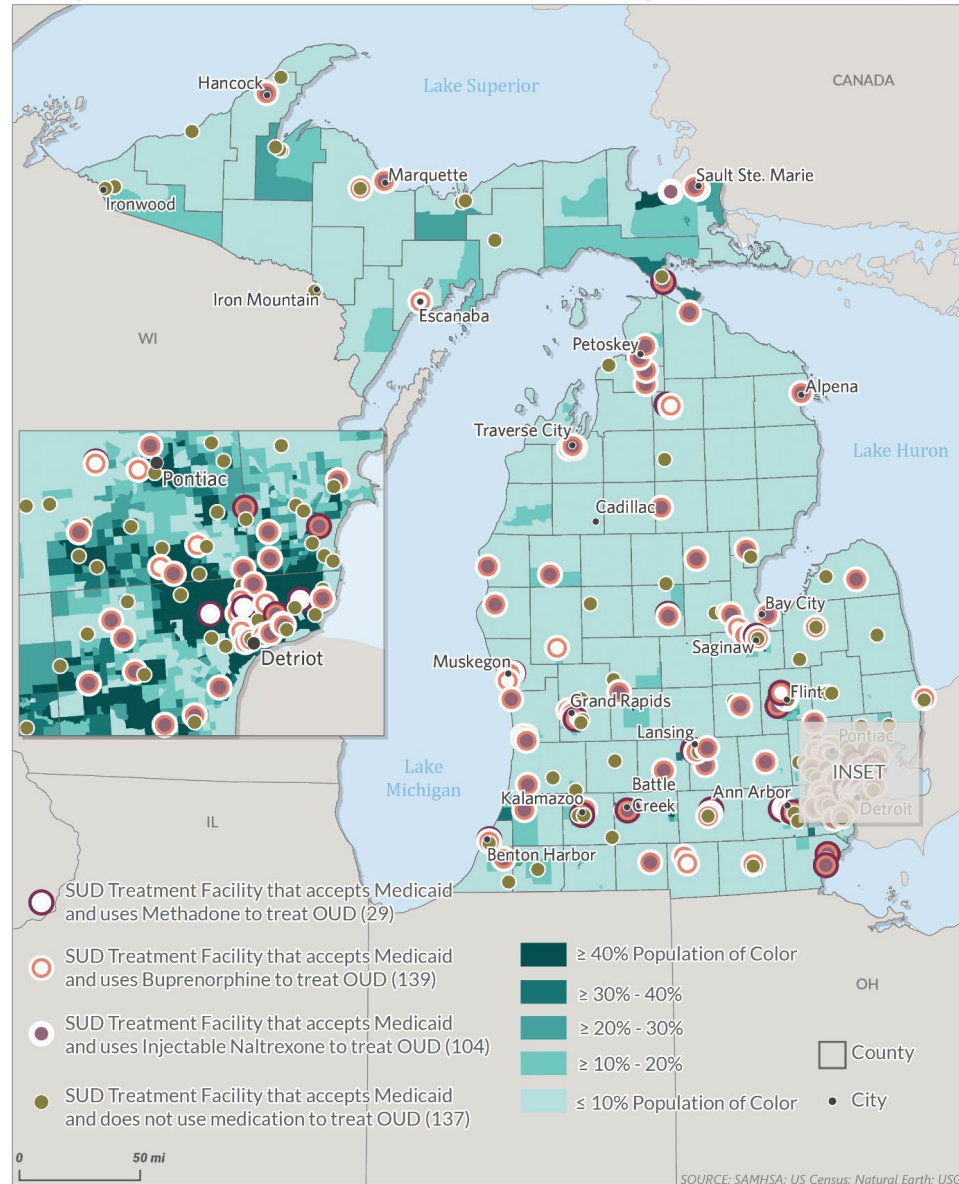 Lake Superior
CANADA
Hancock
Marquette
Sault Ste. Marie
Ironwood
Iron Mountain
Escanaba
WI
Petoskey
Alpena
Traverse City
Lake Huron
Pontiac
Cadillac
Bay City
Saginaw
Detriot
Muskegon
Grand Rapids
Flint
Lansing
Pontiac
INSET
Lake
Michigan
Battle
Creek
Ann Arbor
Kalamazoo
Detroit
IL
Benton Harbor
SUD Treatment Facility that accepts Medicaid
and uses Methadone to treat OUD (29)
SUD Treatment Facility that accepts Medicaid
and uses Buprenorphine to treat OUD (139)
SUD Treatment Facility that accepts Medicaid
and uses Injectable Naltrexone to treat OUD (104)
SUD Treatment Facility that accepts Medicaid
and does not use medication to treat OUD (137)
≥ 40% Population of Color
≥ 30% - 40%
≥ 20% - 30%
≥ 10% - 20%
≤ 10% Population of Color
OH
County
City
0 50 mi
SOURCE: SAMHSA; US Census; Natural Earth; USG